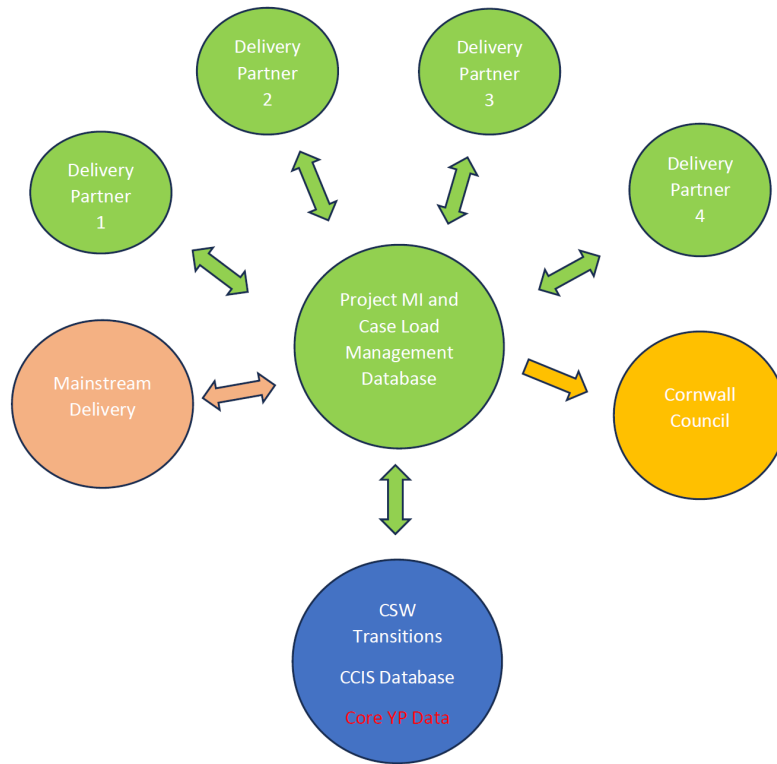 Delivery
Partner
2
Delivery
Partner
3
Delivery
Partner
1
Delivery
Partner
4
Project MI and
Case Load
Management
Database
Mainstream
Delivery
Cornwall
Council
CSW
Transitions
CCIS Database
Core YP Data